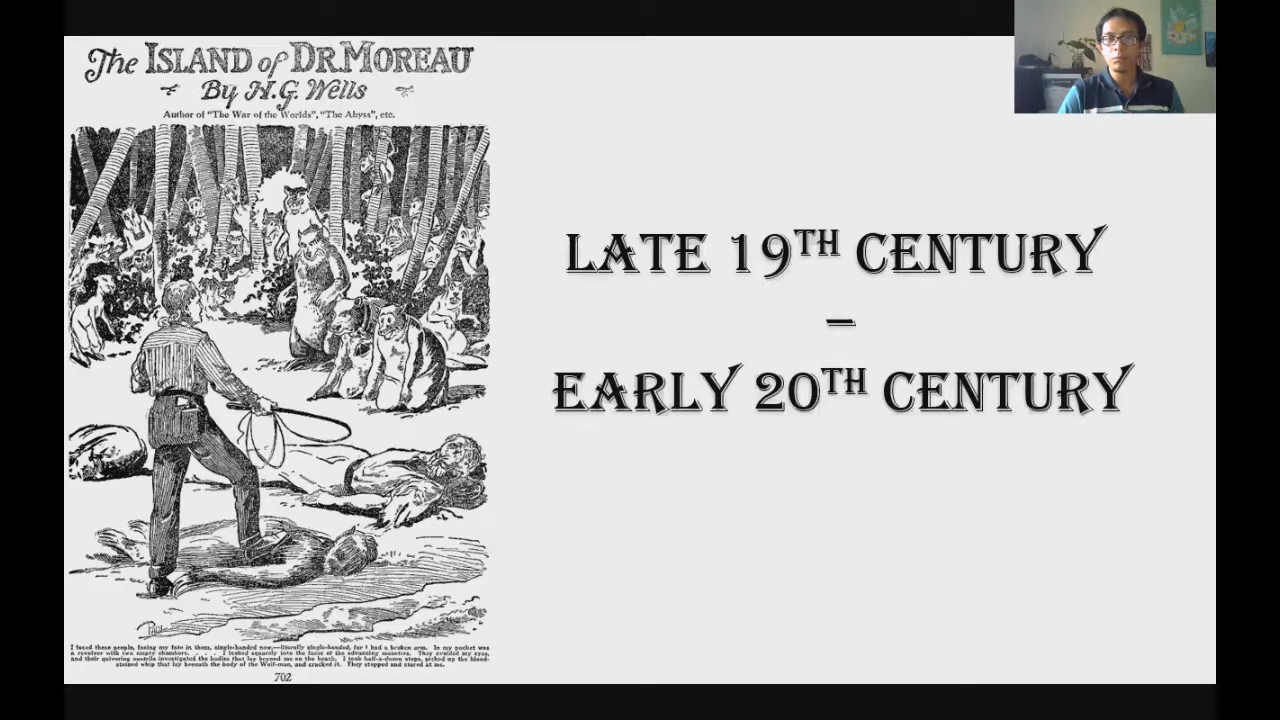 The ISLAND of DR. MOREAU
By H.G. Wells
Author of "The War of the Worlds", "The Abyss", etc.
LATE 19TH CENTURY
–
EARLY 20TH CENTURY
PAUL
I faced these people, facing my fate in them, single-handed now,—literally single-handed, for I had a broken arm. In my pocket was
a revolver with two empty chambers. . . . I looked squarely into the faces of the advancing monsters. They avoided my eyes,
and their quivering nostrils investigated the bodies that lay beyond me on the beach. I took half-a-dozen steps, picked up the blood-
stained whip that lay beneath the body of the Wolf-man, and cracked it. They stopped and stared at me.
702